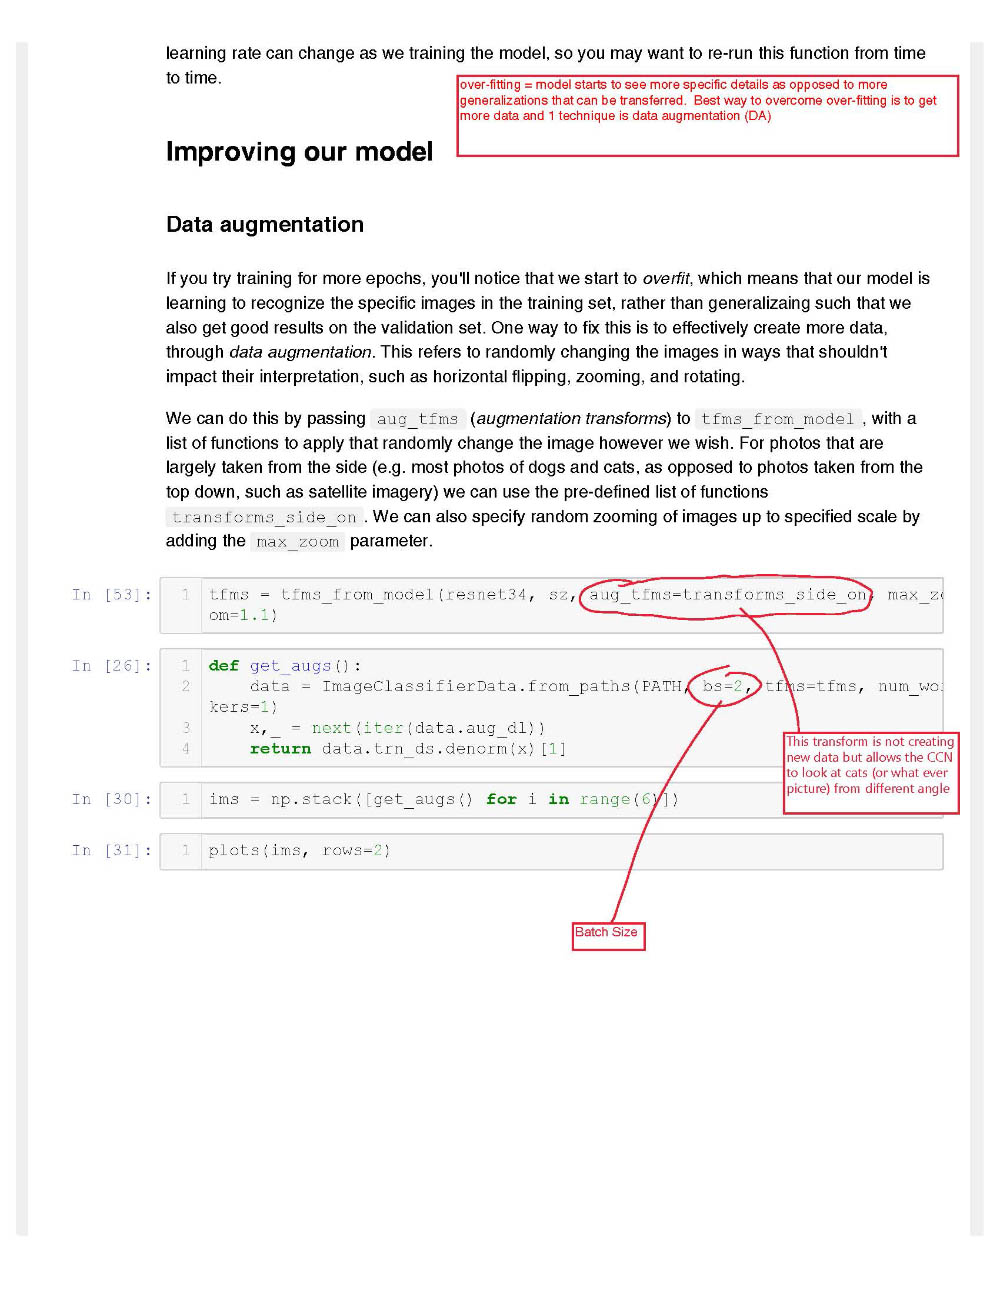 learning rate can change as we training the model, so you may want to re-run this function from time
to time.
over-fitting = model starts to see more specific details as opposed to more
generalizations that can be transferred. Best way to overcome over-fitting is to get
more data and 1 technique is data augmentation (DA)
Improving our model
Data augmentation
If you try training for more epochs, you'll notice that we start to overfit, which means that our model is
learning to recognize the specific images in the training set, rather than generalizaing such that we
also get good results on the validation set. One way to fix this is to effectively create more data,
through data augmentation. This refers to randomly changing the images in ways that shouldn't
impact their interpretation, such as horizontal flipping, zooming, and rotating.
We can do this by passing aug_tfms (augmentation transforms) to tfms_from_model , with a
list of functions to apply that randomly change the image however we wish. For photos that are
largely taken from the side (e.g. most photos of dogs and cats, as opposed to photos taken from the
top down, such as satellite imagery) we can use the pre-defined list of functions
transforms_side_on . We can also specify random zooming of images up to specified scale by
adding the max_zoom parameter.
In [53]: 1 tfms = tfms_from_model(resnet34, sz, aug_tfms=transforms_side_on, max_zo
om=1.1)
In [26]: 1 def get_augs():
2 data = ImageClassifierData.from_paths(PATH, bs=2, tfms=tfms, num_wor
kers=1)
3 x,_ = next(iter(data.aug_dl))
4 return data.trn_ds.denorm(x)[1]
This transform is not creating
new data but allows the CCN
to look at cats (or what ever
picture) from different angle
In [30]: 1 ims = np.stack([get_augs() for i in range(6)])
In [31]: 1 plots(ims, rows=2)
Batch Size